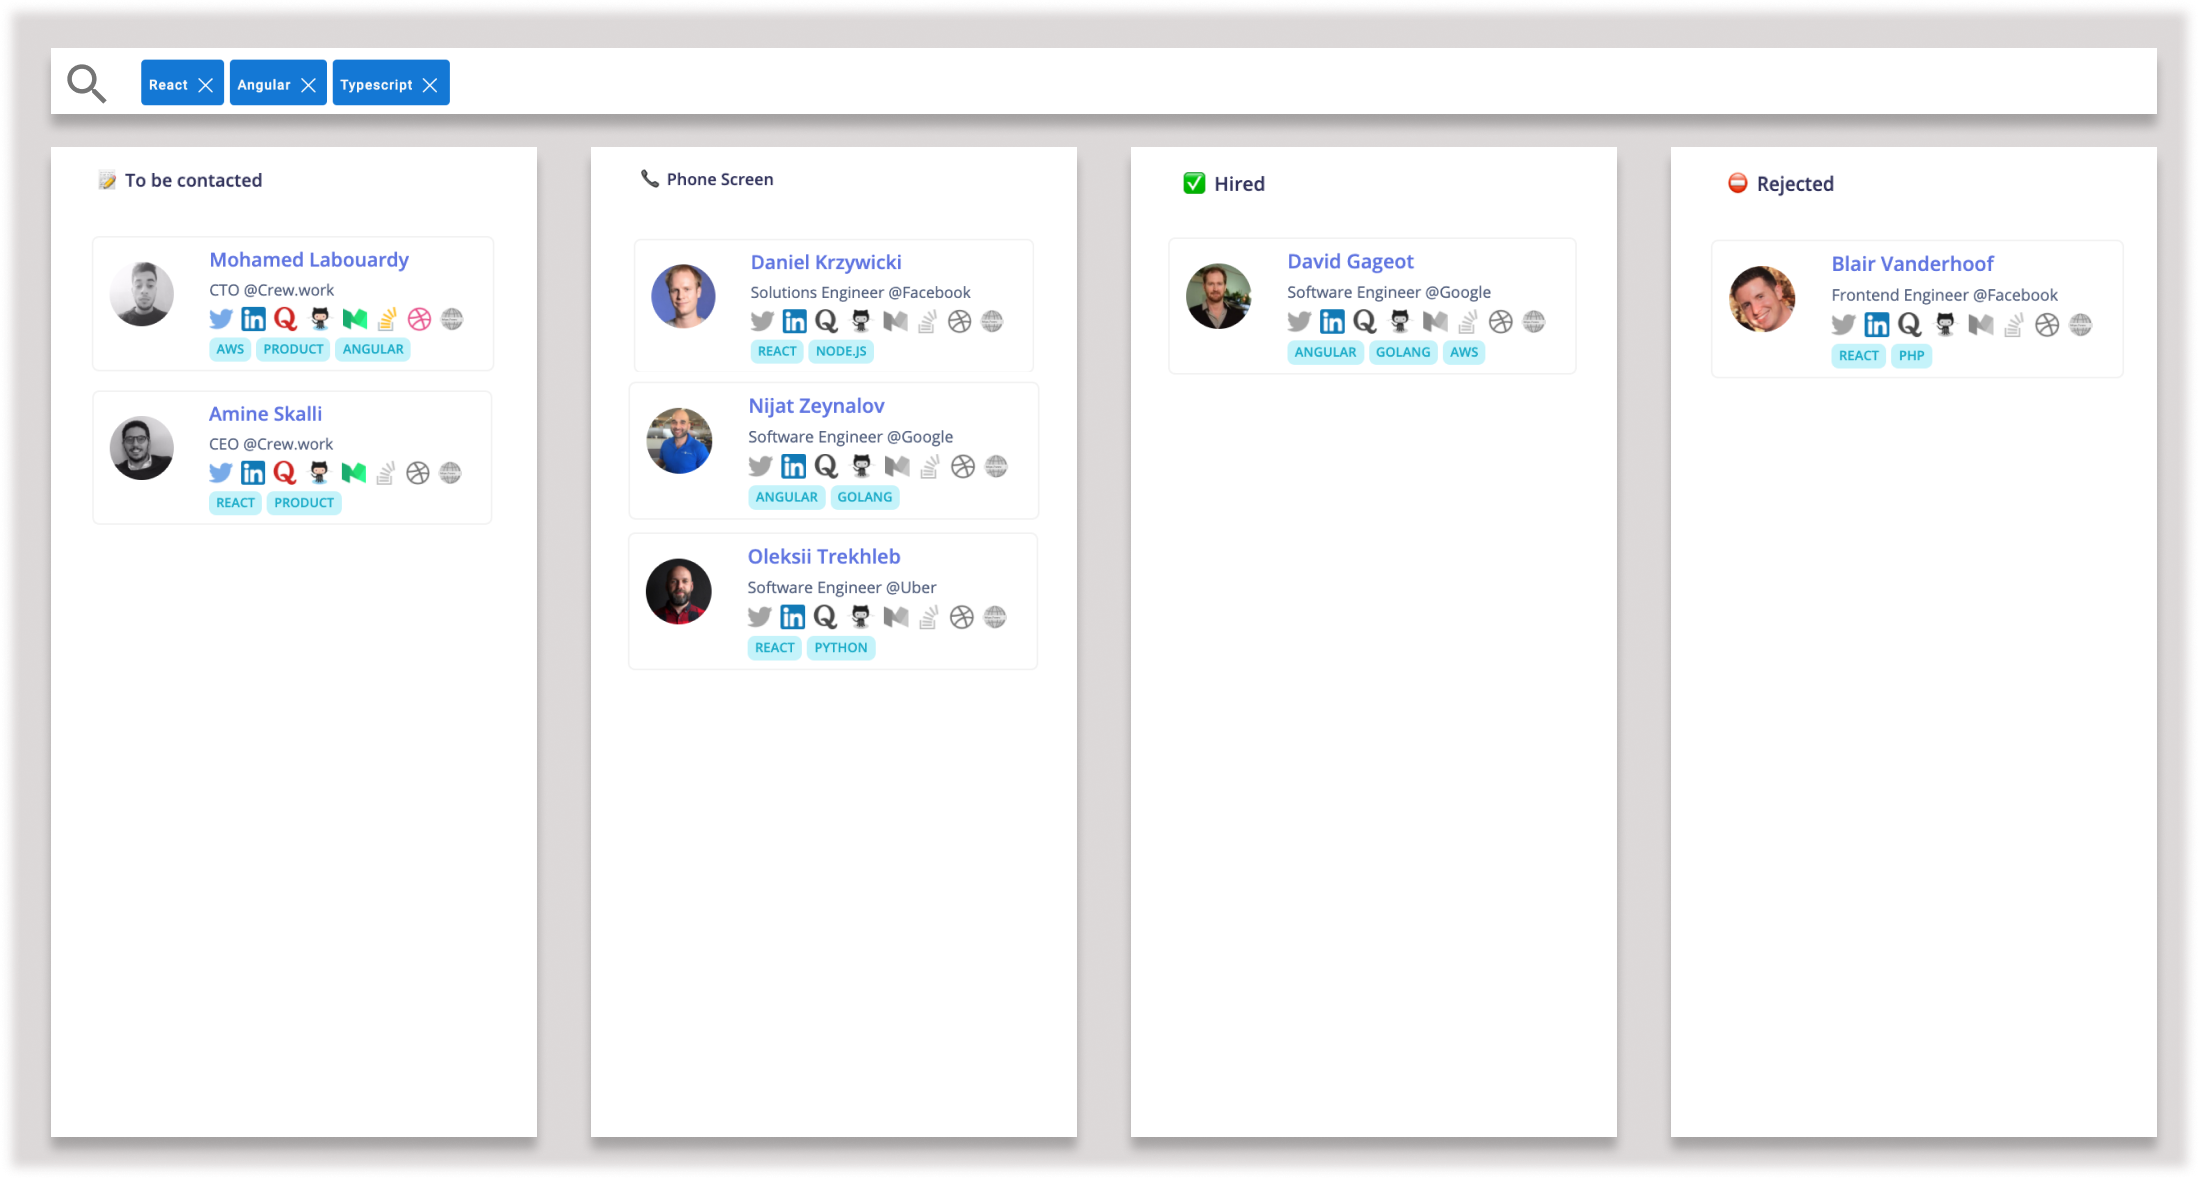 React Angular Typescript
To be contacted
Mohamed Labouardy
CTO @Crew.work
AWS PRODUCT ANGULAR
Amine Skalli
CEO @Crew.work
REACT PRODUCT
Phone Screen
Daniel Krzywicki
Solutions Engineer @Facebook
REACT NODE.JS
Nijat Zeynalov
Software Engineer @Google
ANGULAR GOLANG
Oleksii Trekhleb
Software Engineer @Uber
REACT PYTHON
Hired
David Gageot
Software Engineer @Google
ANGULAR GOLANG AWS
Rejected
Blair Vanderhoof
Frontend Engineer @Facebook
REACT PHP